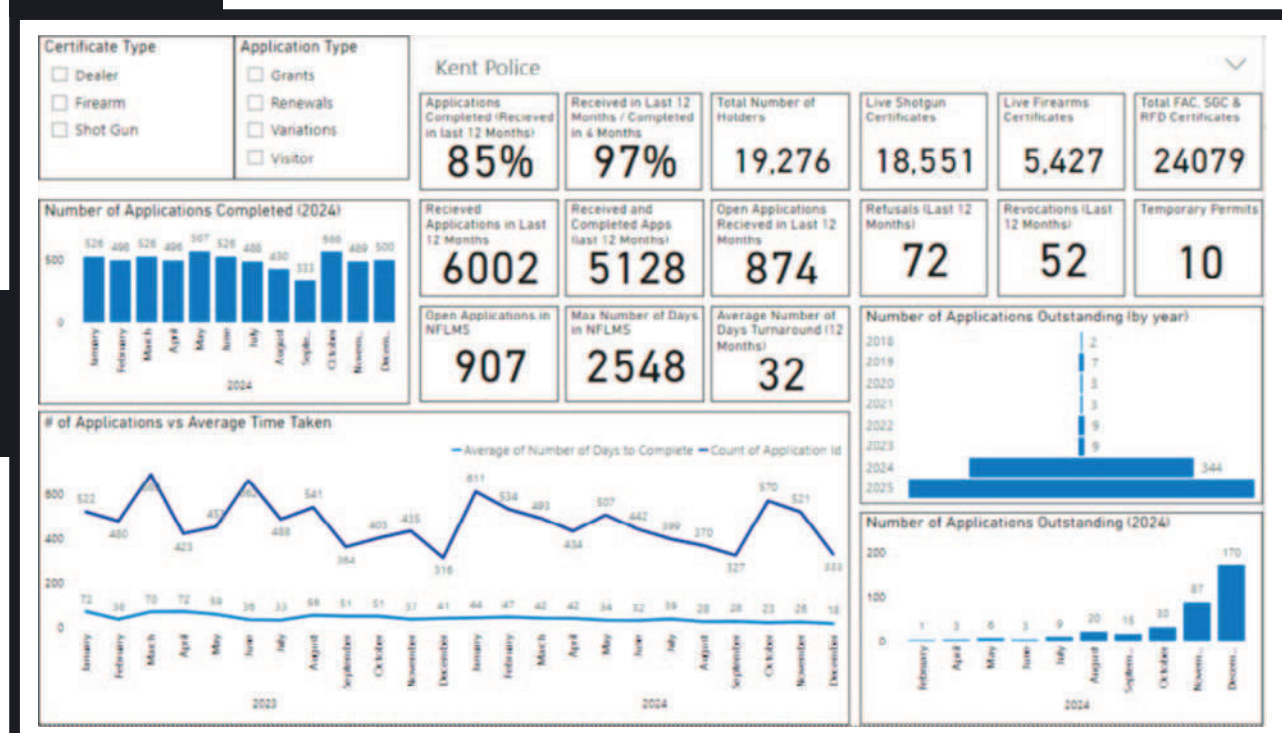 Certificate Type
Dealer
Firearm
Shot Gun
Application Type
Grants
Renewals
Variations
Visitor
Kent Police
Applications
Completed (Recieved
in last 12 Months)
85%
Received in Last 12
Months / Completed
in 4 Months
97%
Total Number of
Holders
19,276
Live Shotgun
Certificates
18,551
Live Firearms
Certificates
5,427
Total FAC, SGC &
RFD Certificates
24079
Number of Applications Completed (2024)
526 496 526 496 567 526 486 430 333 566 489 500
500
0
January February March April May June July August Septe... October Novem... Decem...
2024
Recieved
Applications in Last
12 Months
6002
Received and
Completed Apps
(last 12 Months)
5128
Open Applications
Recieved in Last 12
Months
874
Refusals (Last 12
Months)
72
Revocations (Last
12 Months)
52
Temporary Permits
10
Open Applications in
NFLMS
907
Max Number of Days
in NFLMS
2548
Average Number of
Days Turnaround (12
Months)
32
Number of Applications Outstanding (by year)
2018 2
2019 7
2020 3
2021 3
2022 9
2023 9
2024 344
2025
# of Applications vs Average Time Taken
Average of Number of Days to Complete Count of Application Id
600
400
200
0
522 480 423 488 541 364 403 435 316 611 534 493 434 507 442 399 370 327 570 521 333
72 38 70 72 59 36 33 51 51 37 41 44 47 42 42 34 32 39 28 28 23 26 18
January February March April May June July August September October November December January February March April May June July August September October November December
2023 2024
Number of Applications Outstanding (2024)
200
100
0
1 3 6 3 9 20 15 30 87 170
February April May June July August Septem... October Novem... Decem...
2024